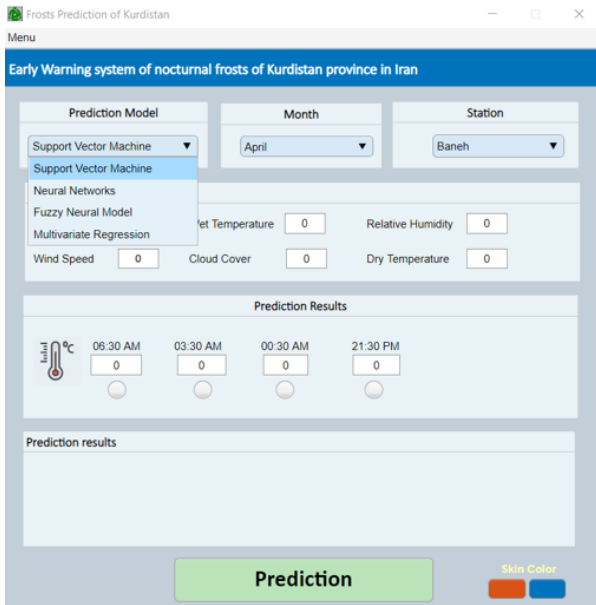 Frosts Prediction of Kurdistan
Menu
Early Warning system of nocturnal frosts of Kurdistan province in Iran
Prediction Model
Month
Station
Support Vector Machine
April
Baneh
Support Vector Machine
Neural Networks
Fuzzy Neural Model
Multivariate Regression
Temperature 0
Relative Humidity 0
Wind Speed 0
Cloud Cover 0
Dry Temperature 0
Prediction Results
°C
06:30 AM 03:30 AM 00:30 AM 21:30 PM
0 0 0 0
Prediction results
Prediction
Skin Color